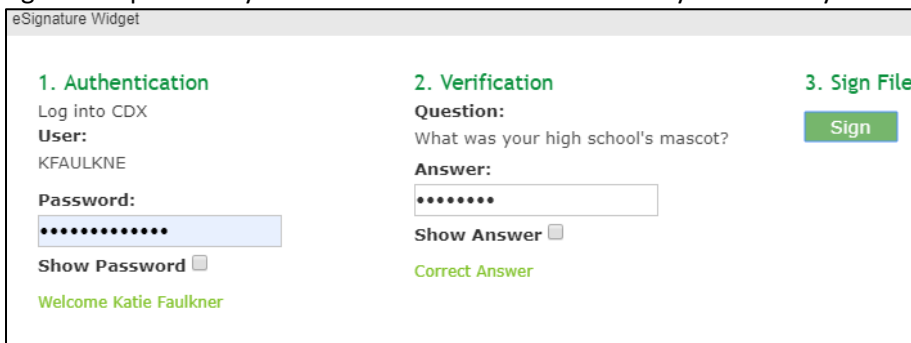 eSignature Widget
1. Authentication
Log into CDX
User:
KFAULKNE
Password:
•••••••••••••
Show Password
Welcome Katie Faulkner
2. Verification
Question:
What was your high school's mascot?
Answer:
••••••••
Show Answer
Correct Answer
3. Sign File
Sign